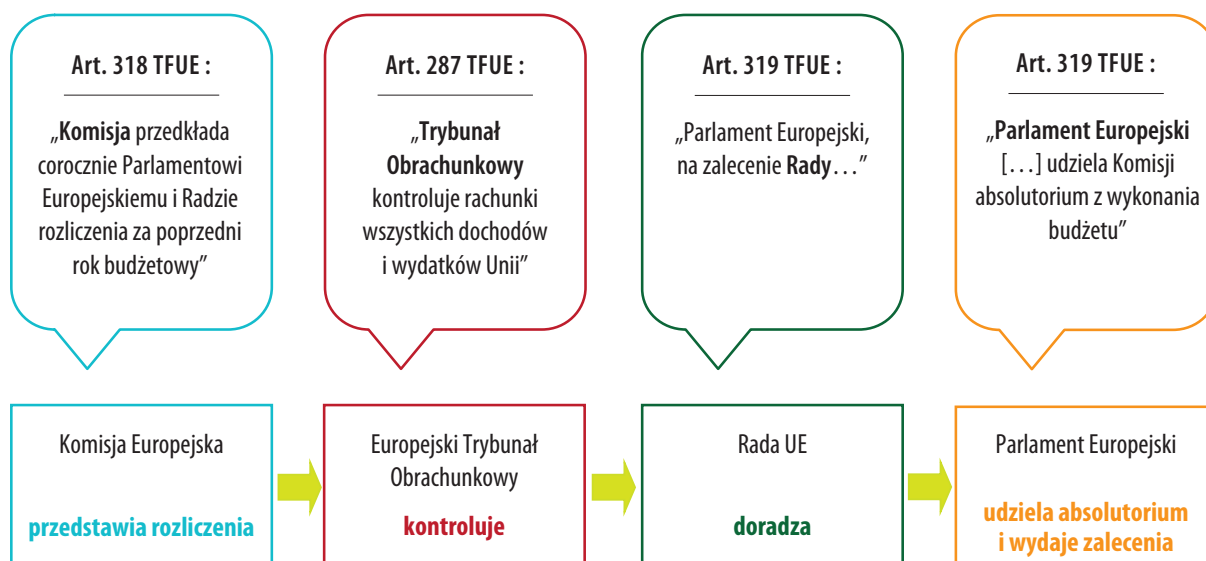 Art. 318 TFUE :
„Komisja przedkłada
corocznie Parlamentowi
Europejskiemu i Radzie
rozliczenia za poprzedni
rok budżetowy”
Art. 287 TFUE :
„Trybunał
Obrachunkowy
kontroluje rachunki
wszystkich dochodów
i wydatków Unii”
Art. 319 TFUE :
„Parlament Europejski,
na zalecenie Rady…”
Art. 319 TFUE :
„Parlament Europejski
[…] udziela Komisji
absolutorium z wykonania
budżetu”
Komisja Europejska
przedstawia rozliczenia
Europejski Trybunał
Obrachunkowy
kontroluje
Rada UE
doradza
Parlament Europejski
udziela absolutorium
i wydaje zalecenia